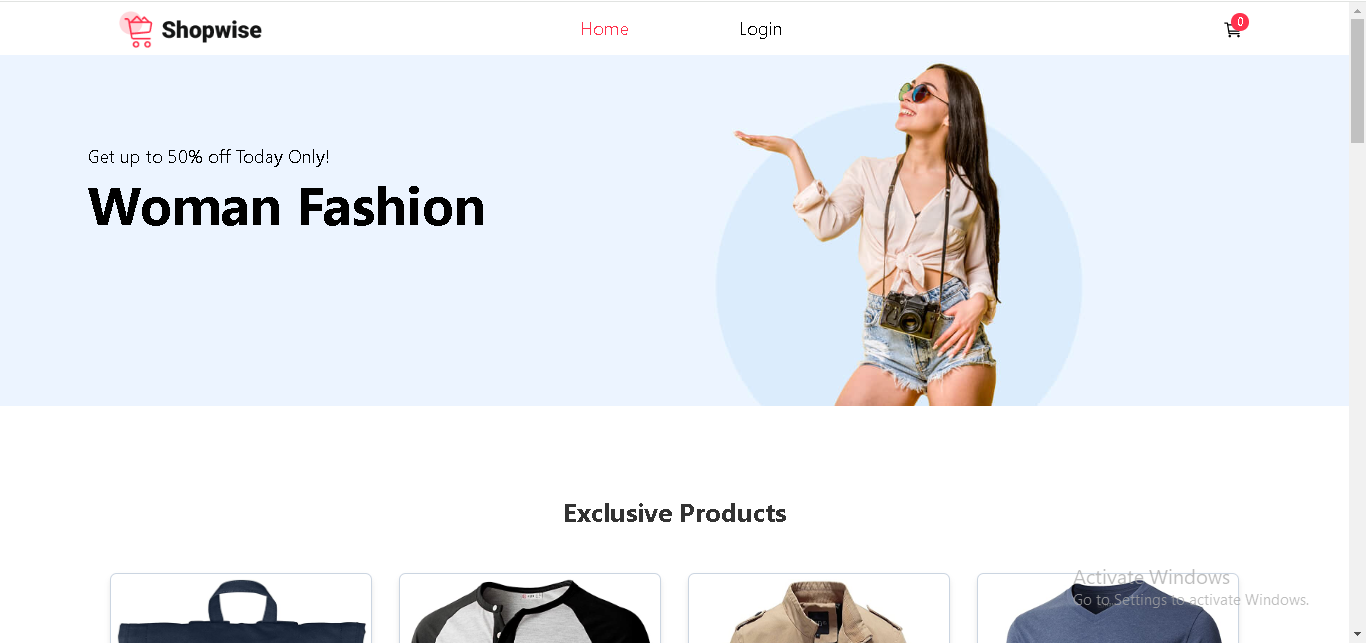 Shopwise
Home
Login
0
Get up to 50% off Today Only!
Woman Fashion
Exclusive Products
Activate Windows
Go to Settings to activate Windows.